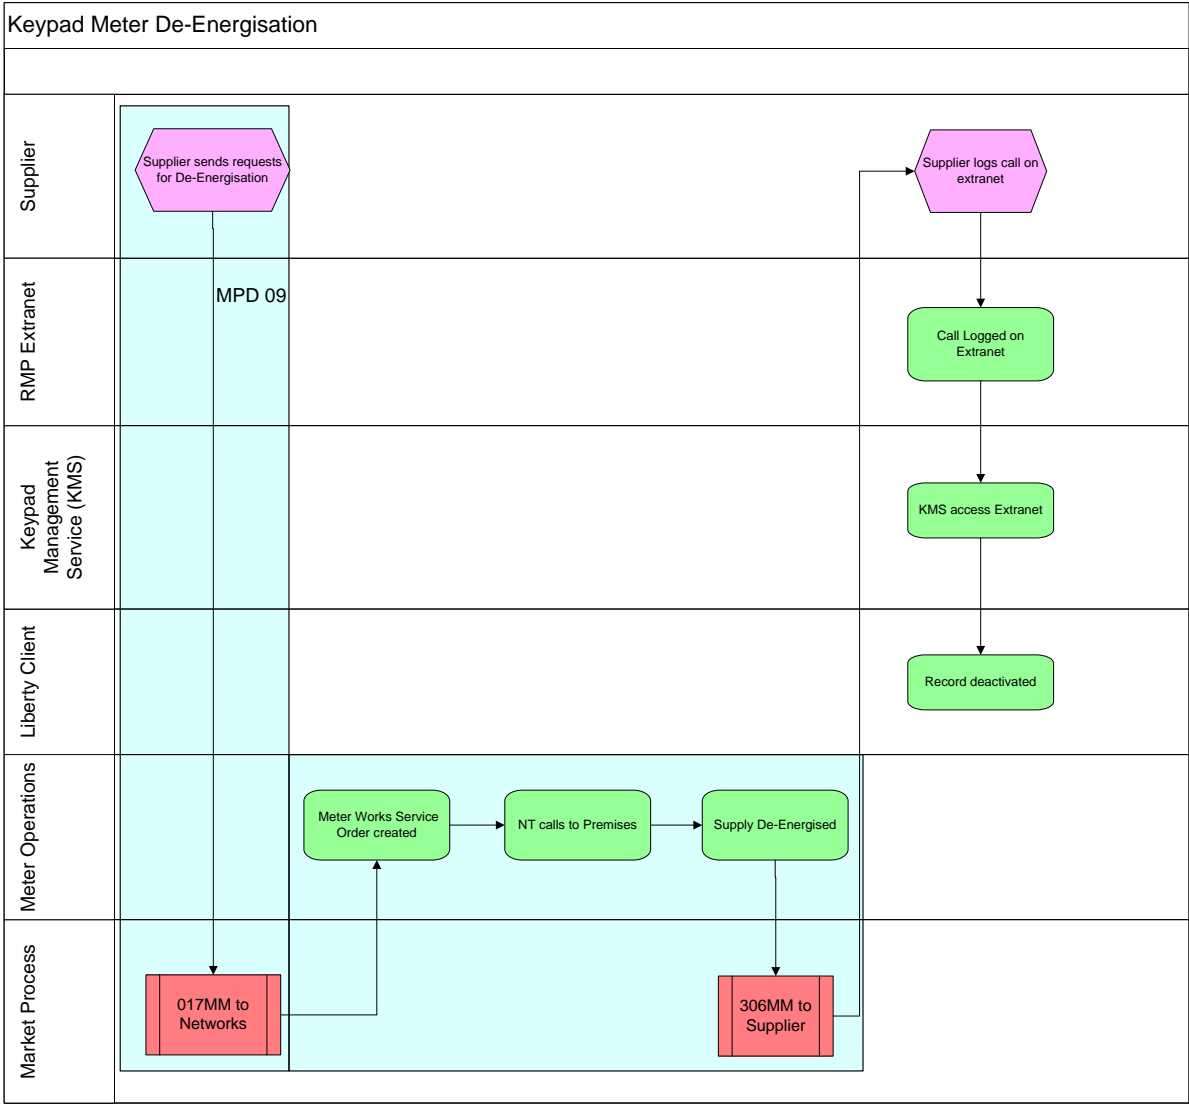 Keypad Meter De-Energisation
Supplier
Supplier sends requests
for De-Energisation
Supplier logs call on
extranet
RMP Extranet
MPD 09
Call Logged on
Extranet
Keypad
Management
Service (KMS)
KMS access Extranet
Liberty Client
Record deactivated
Meter Operations
Meter Works Service
Order created
NT calls to Premises
Supply De-Energised
Market Process
017MM to
Networks
306MM to
Supplier